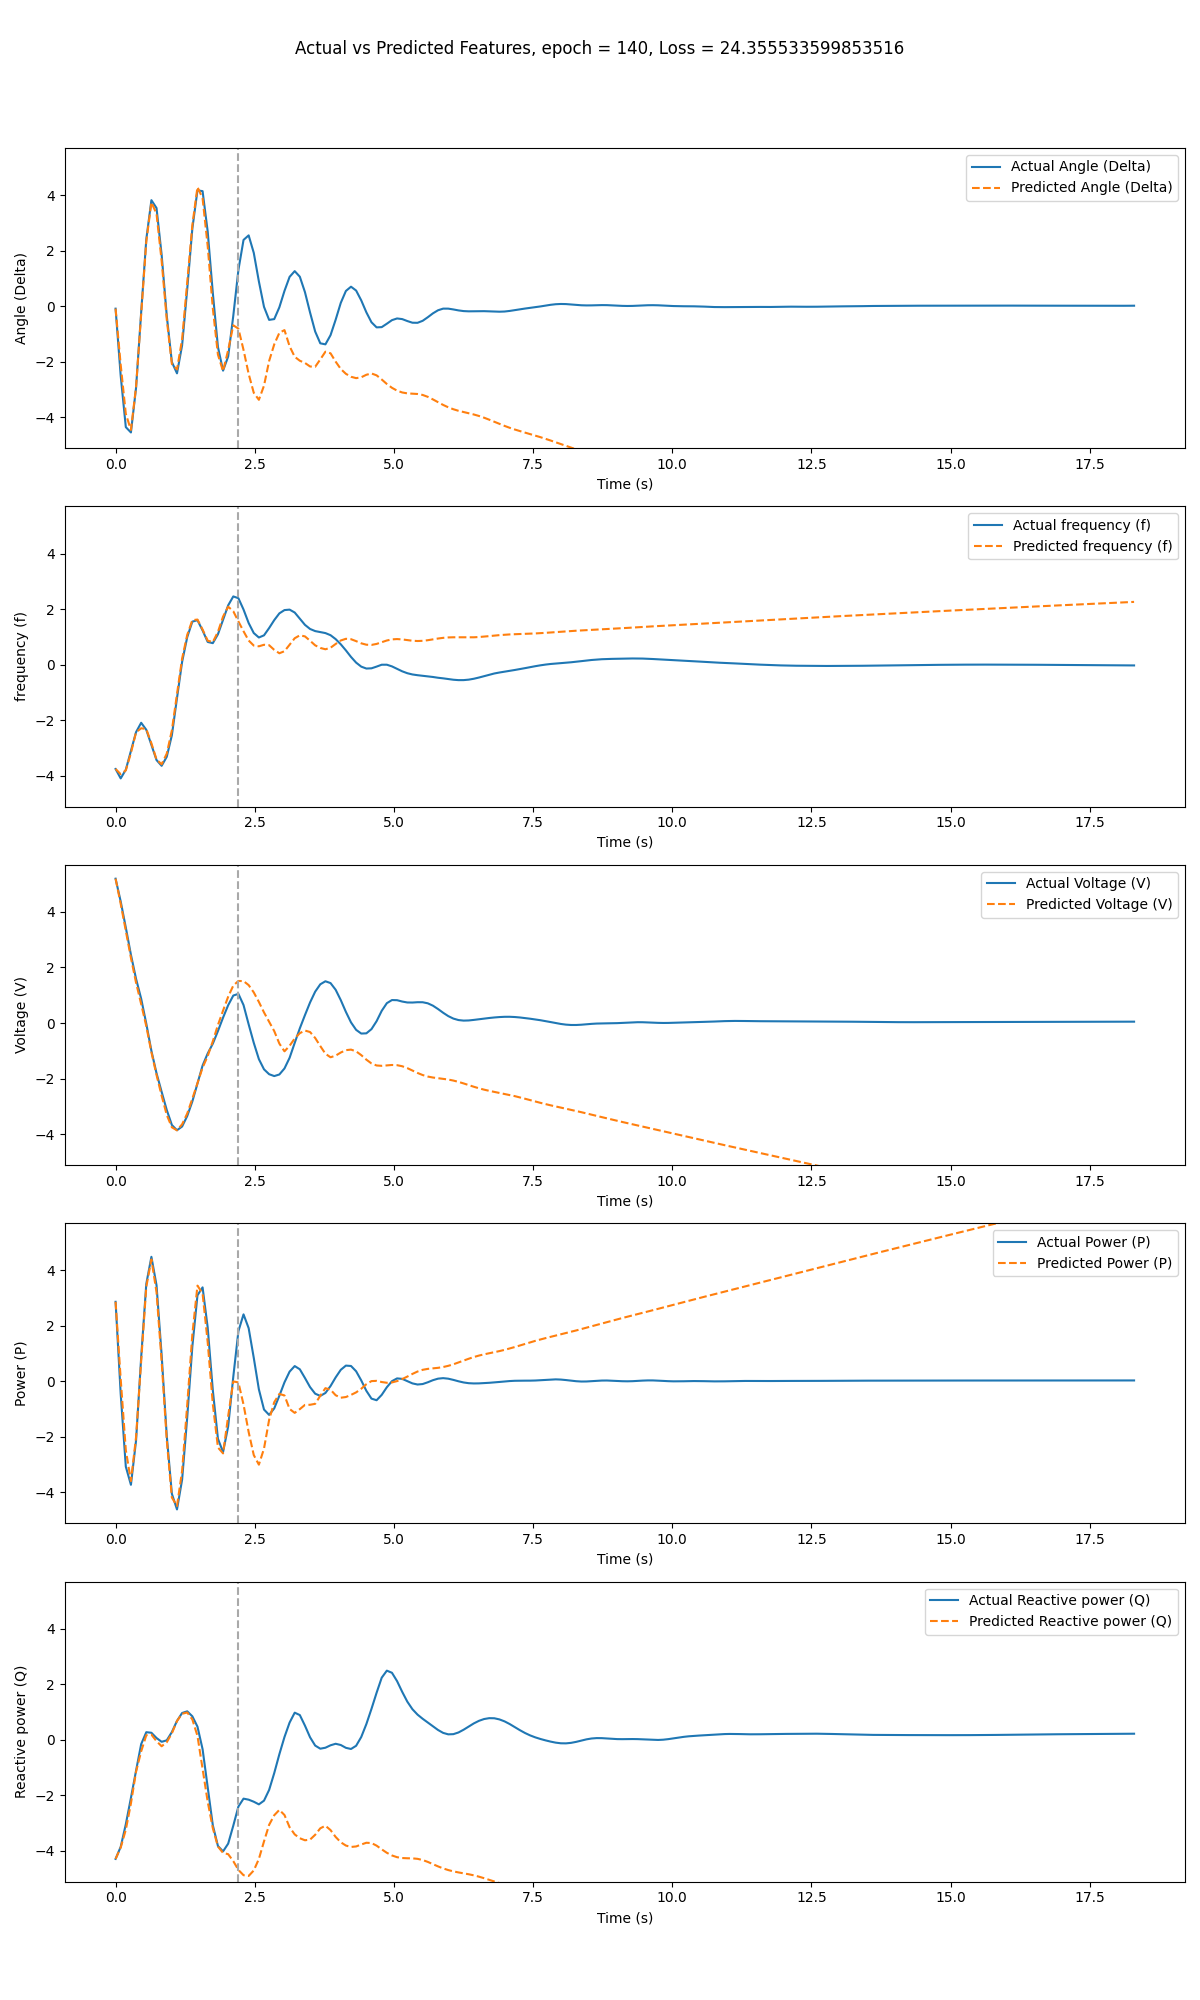 Actual vs Predicted Features, epoch = 140, Loss = 24.355533599853516
Actual Angle (Delta)
Predicted Angle (Delta)
Angle (Delta)
4
2
0
−2
−4
0.0 2.5 5.0 7.5 10.0 12.5 15.0 17.5
Time (s)
Actual frequency (f)
Predicted frequency (f)
frequency (f)
4
2
0
−2
−4
0.0 2.5 5.0 7.5 10.0 12.5 15.0 17.5
Time (s)
Actual Voltage (V)
Predicted Voltage (V)
Voltage (V)
4
2
0
−2
−4
0.0 2.5 5.0 7.5 10.0 12.5 15.0 17.5
Time (s)
Actual Power (P)
Predicted Power (P)
Power (P)
4
2
0
−2
−4
0.0 2.5 5.0 7.5 10.0 12.5 15.0 17.5
Time (s)
Actual Reactive power (Q)
Predicted Reactive power (Q)
Reactive power (Q)
4
2
0
−2
−4
0.0 2.5 5.0 7.5 10.0 12.5 15.0 17.5
Time (s)